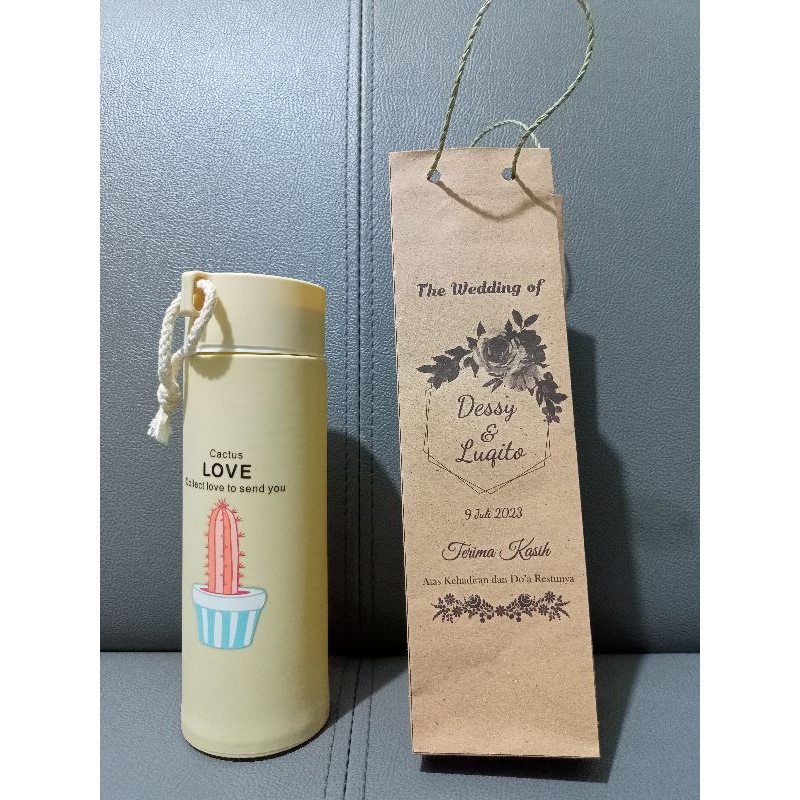 Cactus
LOVE
Collect love to send you
The Wedding of
Dessy
&
Luqito
9 Juli 2023
Terima Kasih
Atas Kehadiran dan Do'a Restunya